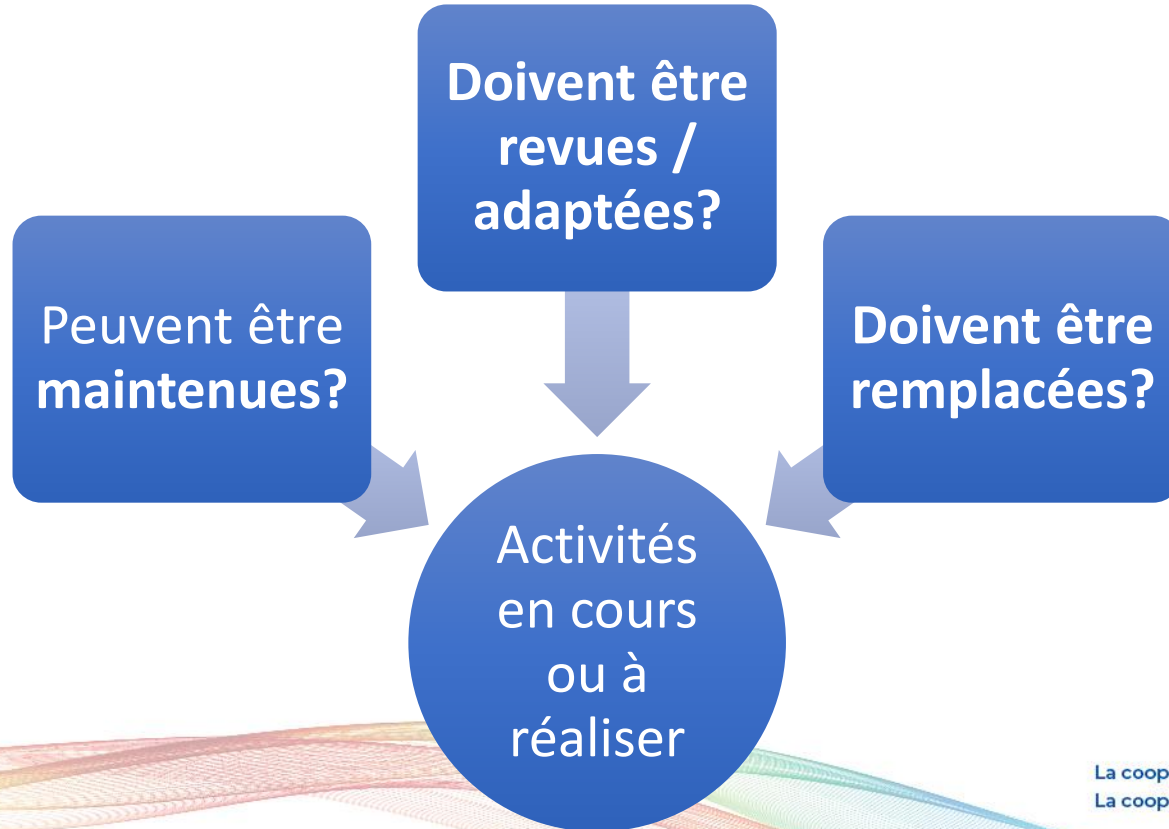 Doivent être
revues /
adaptées?
Peuvent être
maintenues?
Doivent être
remplacées?
Activités
en cours
ou à
réaliser
La coop
La coop